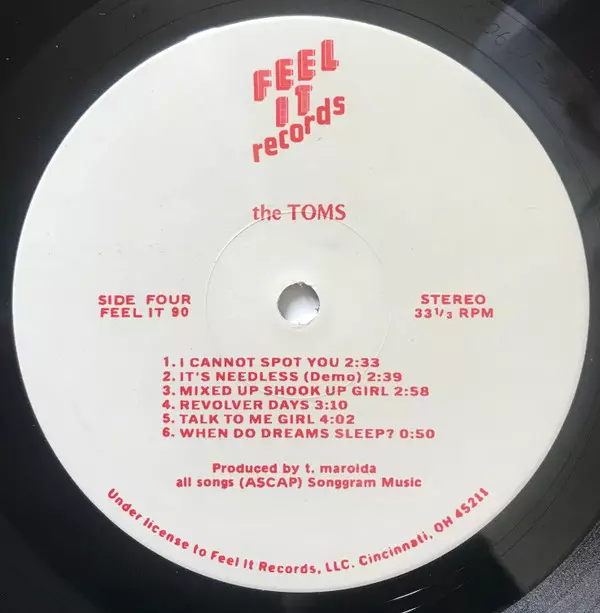 FEEL
IT
records
the TOMS
SIDE FOUR
FEEL IT 90
STEREO
33 1/3 RPM
1. I CANNOT SPOT YOU 2:33
2. IT'S NEEDLESS (Demo) 2:39
3. MIXED UP SHOOK UP GIRL 2:58
4. REVOLVER DAYS 3:10
5. TALK TO ME GIRL 4:02
6. WHEN DO DREAMS SLEEP? 0:50
Produced by t. marolda
all songs (ASCAP) Songgram Music
Under license to Feel It Records, LLC. Cincinnati, OH 45211